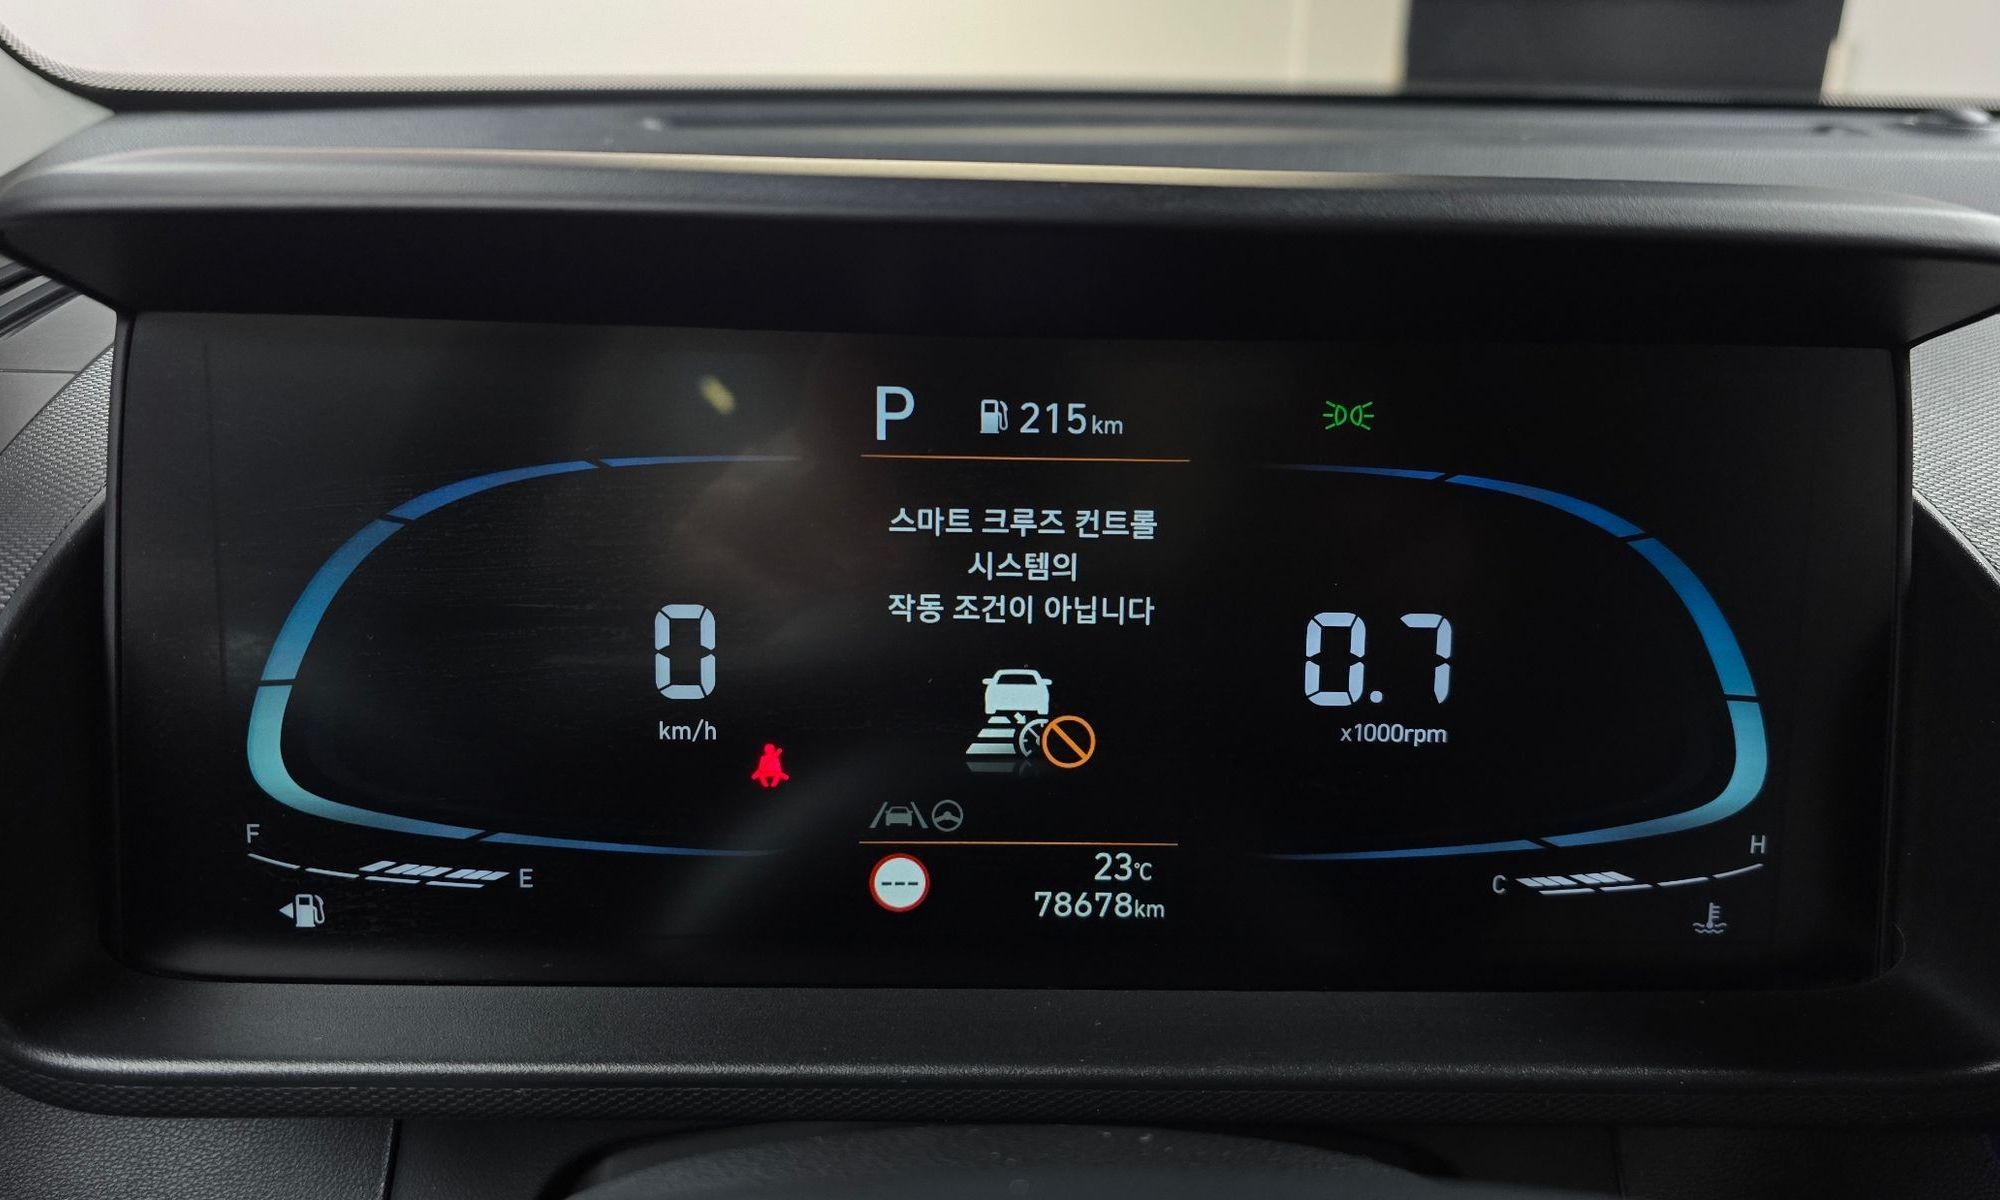 P 215km
스마트 크루즈 컨트롤
시스템의
작동 조건이 아닙니다
0
km/h
0.7
x1000rpm
F
E
C
H
---
23℃
78678km